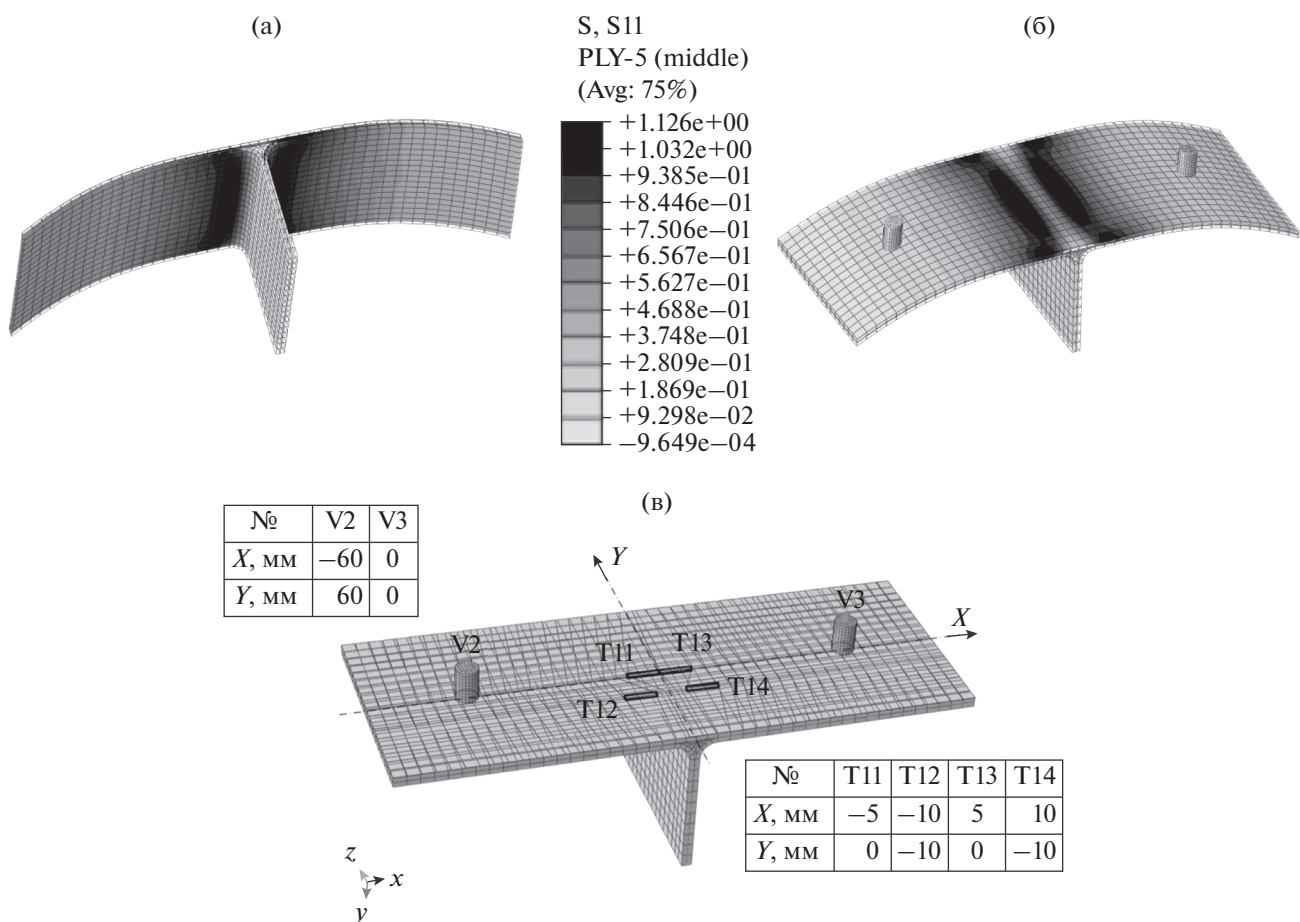 (а)
S, S11
PLY-5 (middle)
(Avg: 75%)
+1.126e+00
+1.032e+00
+9.385e−01
+8.446e−01
+7.506e−01
+6.567e−01
+5.627e−01
+4.688e−01
+3.748e−01
+2.809e−01
+1.869e−01
+9.298e−02
−9.649e−04
(б)
(в)
№ V2 V3
X, мм −60 0
Y, мм 60 0
Y
X
V2
V3
T11
T13
T12
T14
z
x
y
№ T11 T12 T13 T14
X, мм −5 −10 5 10
Y, мм 0 −10 0 −10